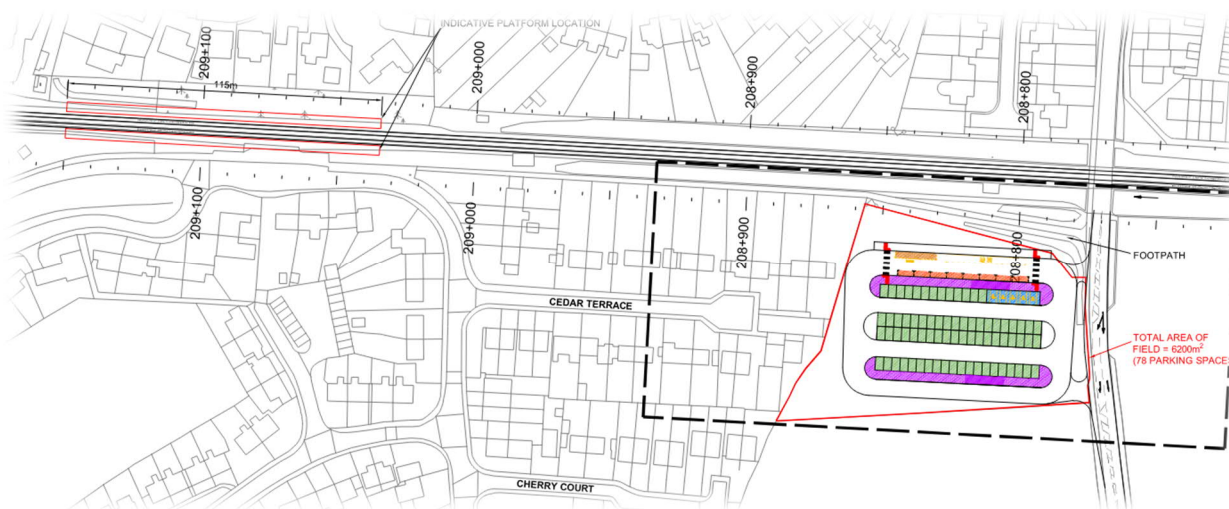 INDICATIVE PLATFORM LOCATION
209+100
209+000
208+900
208+800
115m
209+100
209+000
208+900
208+800
FOOTPATH
CEDAR TERRACE
TOTAL AREA OF
FIELD = 6200m²
(78 PARKING SPACE
CHERRY COURT